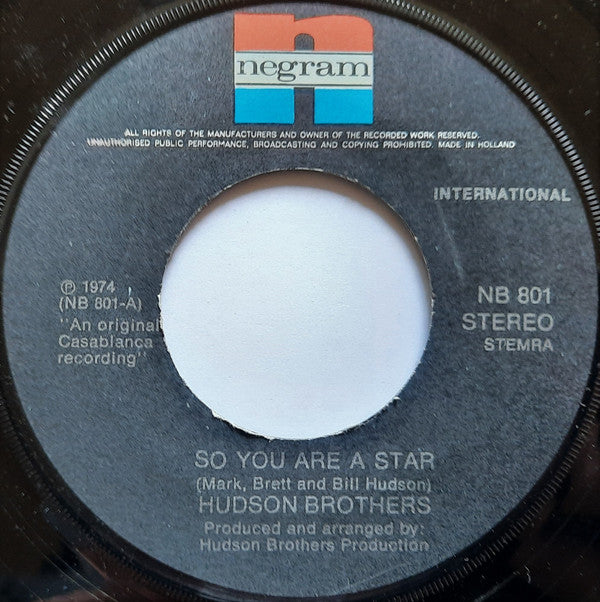 negram
ALL RIGHTS OF THE MANUFACTURERS AND OWNER OF THE RECORDED WORK RESERVED.
UNAUTHORISED PUBLIC PERFORMANCE, BROADCASTING AND COPYING PROHIBITED. MADE IN HOLLAND
INTERNATIONAL
℗ 1974
(NB 801-A)
"An original
Casablanca
recording"
NB 801
STEREO
STEMRA
SO YOU ARE A STAR
(Mark, Brett and Bill Hudson)
HUDSON BROTHERS
Produced and arranged by:
Hudson Brothers Production